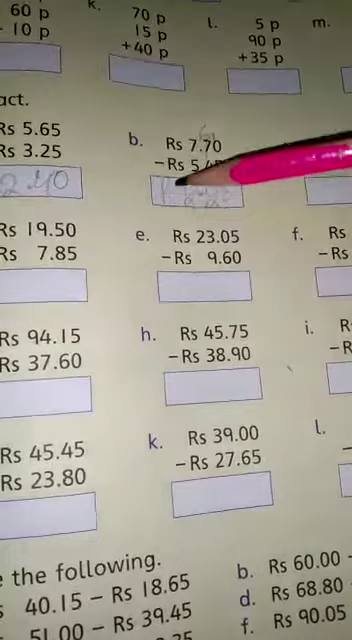 60 p
- 10 p
k.
70 p
15 p
+ 40 p
l.
5 p
90 p
+ 35 p
m.
act.
Rs 5.65
Rs 3.25
2.40
b.
Rs 7.70
- Rs 5
Rs 19.50
Rs 7.85
e.
Rs 23.05
- Rs 9.60
f.
Rs
- Rs
Rs 94.15
Rs 37.60
h.
Rs 45.75
- Rs 38.90
i.
Rs 45.45
Rs 23.80
k.
Rs 39.00
- Rs 27.65
l.
the following.
40.15 - Rs 18.65
51.00 - Rs 39.45
b. Rs 60.00 -
d. Rs 68.80
f. Rs 90.05